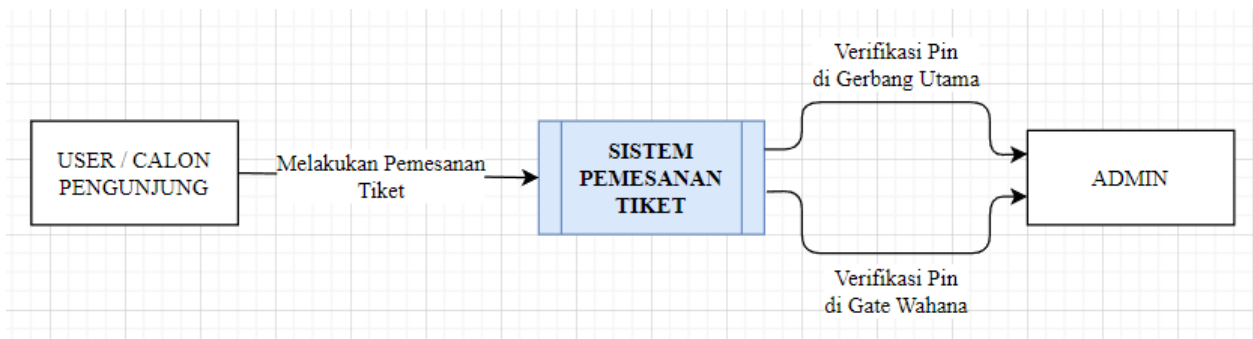 USER / CALON
PENGUNJUNG
Melakukan Pemesanan
Tiket
SISTEM
PEMESANAN
TIKET
Verifikasi Pin
di Gerbang Utama
Verifikasi Pin
di Gate Wahana
ADMIN